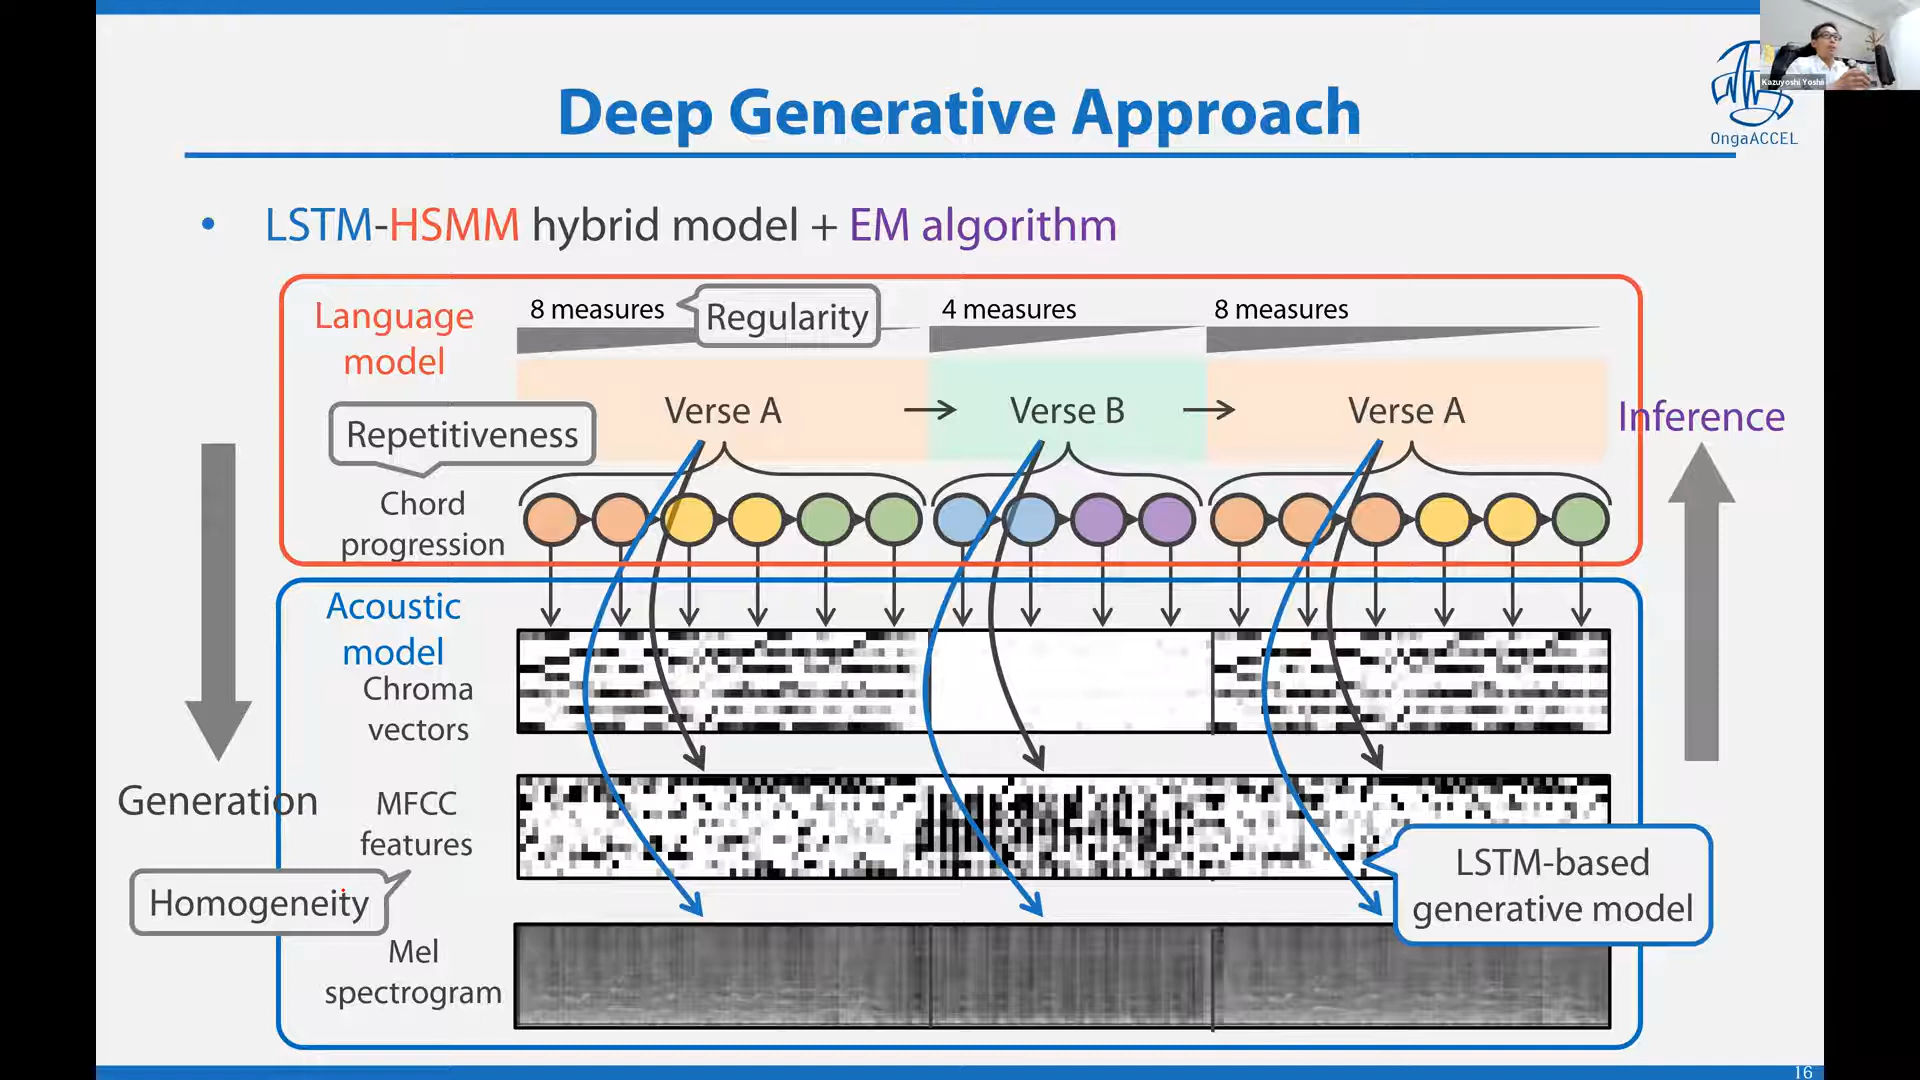 Deep Generative Approach
OngaACCEL
Kazuyoshi Yoshii
• LSTM-HSMM hybrid model + EM algorithm
Language
model
8 measures
Regularity
4 measures
8 measures
Verse A
Verse B
Verse A
Repetitiveness
Chord
progression
Inference
Acoustic
model
Chroma
vectors
Generation
MFCC
features
Homogeneity
LSTM-based
generative model
Mel
spectrogram
16